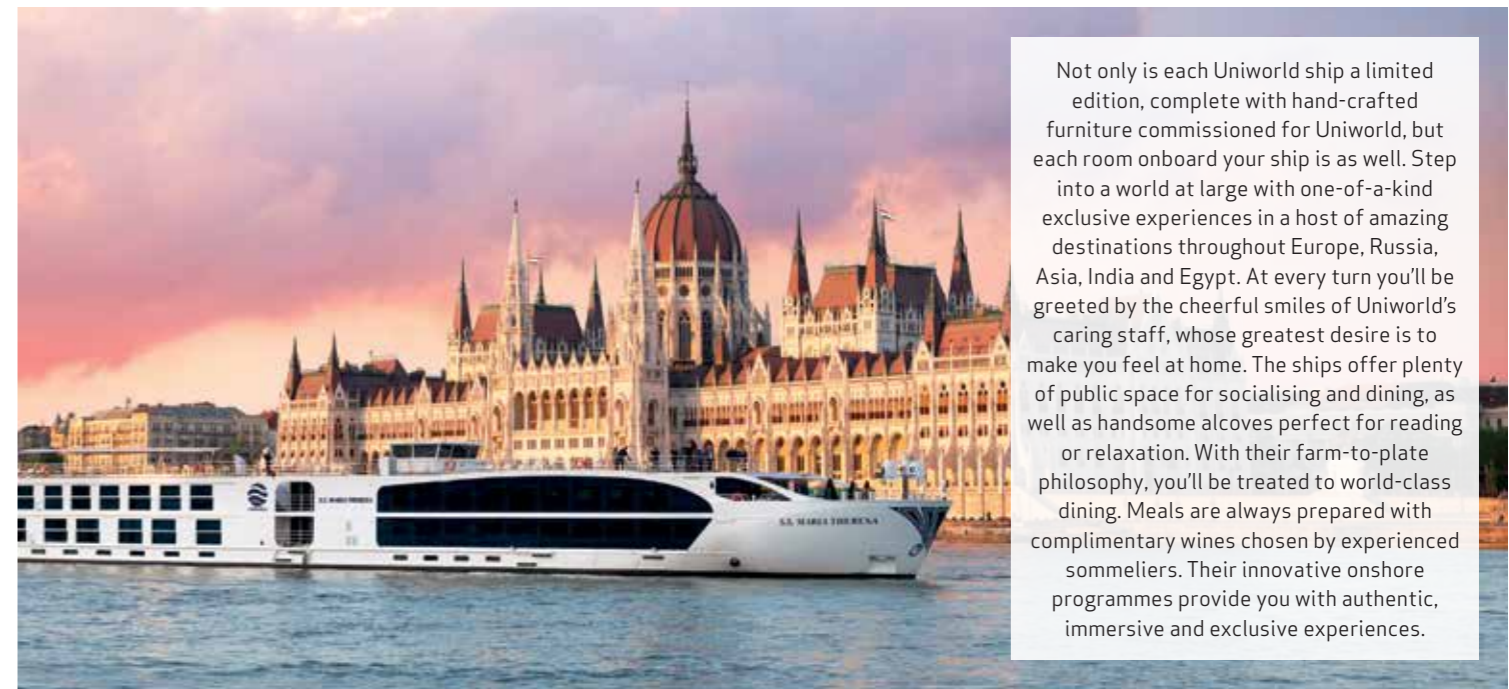 Not only is each Uniworld ship a limited
edition, complete with hand-crafted
furniture commissioned for Uniworld, but
each room onboard your ship is as well. Step
into a world at large with one-of-a-kind
exclusive experiences in a host of amazing
destinations throughout Europe, Russia,
Asia, India and Egypt. At every turn you’ll be
greeted by the cheerful smiles of Uniworld’s
caring staff, whose greatest desire is to
make you feel at home. The ships offer plenty
of public space for socialising and dining, as
well as handsome alcoves perfect for reading
or relaxation. With their farm-to-plate
philosophy, you’ll be treated to world-class
dining. Meals are always prepared with
complimentary wines chosen by experienced
sommeliers. Their innovative onshore
programmes provide you with authentic,
immersive and exclusive experiences.
S.S. MARIA THERESA
S.S. MARIA THERESA